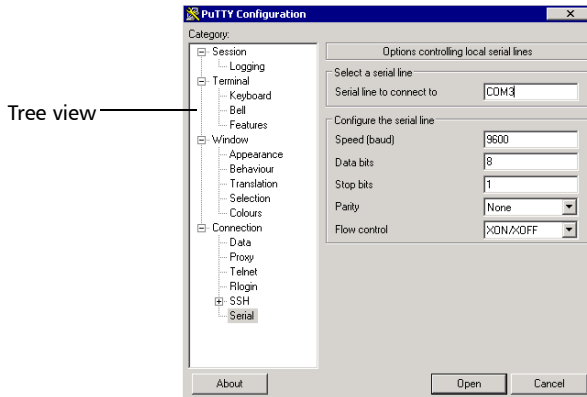 PuTTY Configuration
Category:
Session
Logging
Terminal
Keyboard
Bell
Features
Window
Appearance
Behaviour
Translation
Selection
Colours
Connection
Data
Proxy
Telnet
Rlogin
SSH
Serial
Tree view
Options controlling local serial lines
Select a serial line
Serial line to connect to COM3
Configure the serial line
Speed (baud) 9600
Data bits 8
Stop bits 1
Parity None
Flow control XON/XOFF
About
Open
Cancel